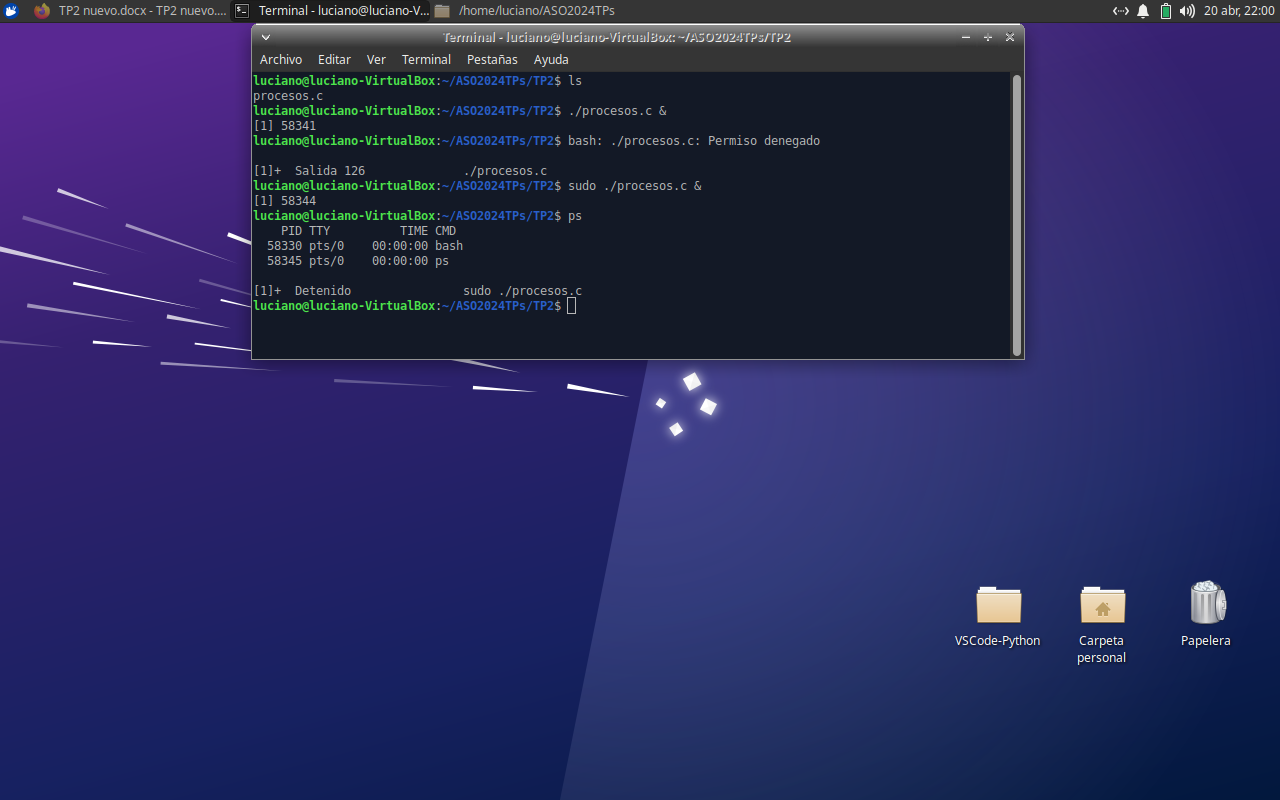 TP2 nuevo.docx - TP2 nuevo....
Terminal - luciano@luciano-V...
/home/luciano/ASO2024TPs
20 abr, 22:00
Terminal - luciano@luciano-VirtualBox: ~/ASO2024TPs/TP2
Archivo Editar Ver Terminal Pestañas Ayuda
luciano@luciano-VirtualBox:~/ASO2024TPs/TP2$ ls
procesos.c
luciano@luciano-VirtualBox:~/ASO2024TPs/TP2$ ./procesos.c &
[1] 58341
luciano@luciano-VirtualBox:~/ASO2024TPs/TP2$ bash: ./procesos.c: Permiso denegado
[1]+  Salida 126              ./procesos.c
luciano@luciano-VirtualBox:~/ASO2024TPs/TP2$ sudo ./procesos.c &
[1] 58344
luciano@luciano-VirtualBox:~/ASO2024TPs/TP2$ ps
    PID TTY          TIME CMD
  58330 pts/0    00:00:00 bash
  58345 pts/0    00:00:00 ps
[1]+  Detenido                sudo ./procesos.c
luciano@luciano-VirtualBox:~/ASO2024TPs/TP2$
VSCode-Python
Carpeta
personal
Papelera